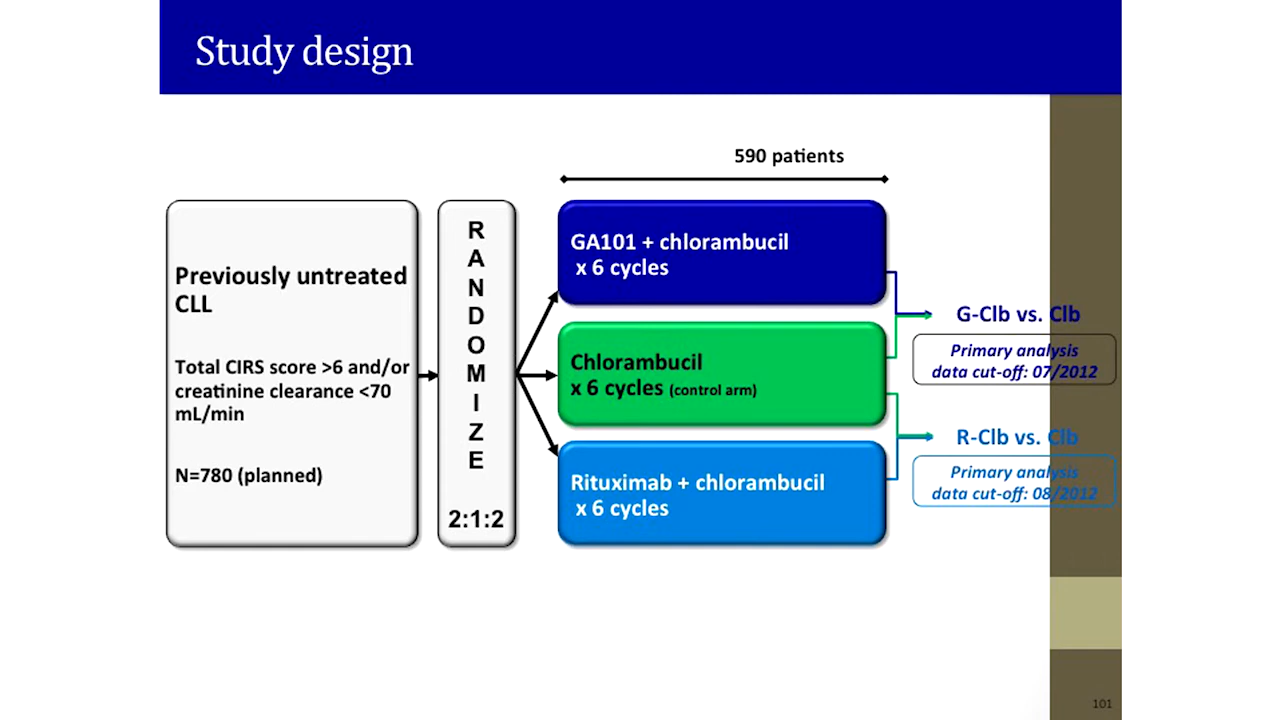 Study design
590 patients
Previously untreated
CLL
Total CIRS score >6 and/or
creatinine clearance <70
mL/min
N=780 (planned)
R
A
N
D
O
M
I
Z
E
2:1:2
GA101 + chlorambucil
x 6 cycles
Chlorambucil
x 6 cycles (control arm)
Rituximab + chlorambucil
x 6 cycles
G-Clb vs. Clb
Primary analysis
data cut-off: 07/2012
R-Clb vs. Clb
Primary analysis
data cut-off: 08/2012
101